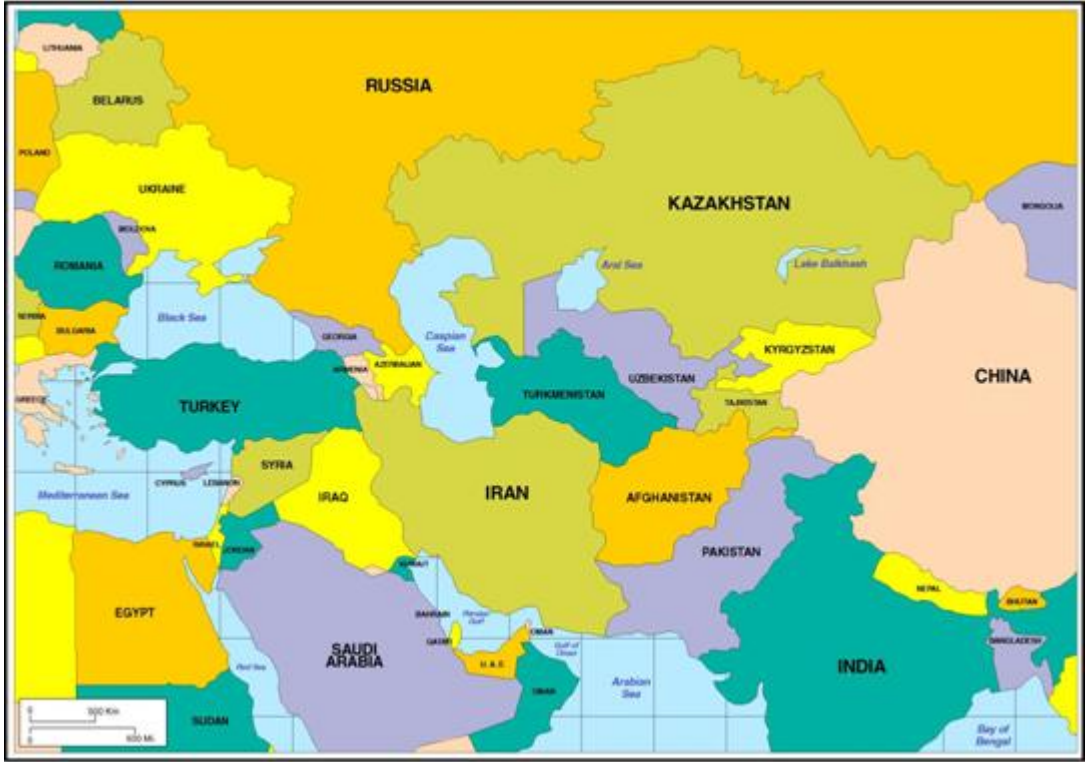 LITHUANIA
RUSSIA
BELARUS
POLAND
UKRAINE
KAZAKHSTAN
MONGOLIA
MOLDOVA
ROMANIA
Aral Sea
Lake Balkhash
SERBIA
Black Sea
BULGARIA
GEORGIA
Caspian
Sea
KYRGYZSTAN
ARMENIA
AZERBAIJAN
UZBEKISTAN
CHINA
GREECE
TURKEY
TURKMENISTAN
TAJIKISTAN
SYRIA
CYPRUS
LEBANON
Mediterranean Sea
IRAQ
IRAN
AFGHANISTAN
ISRAEL
JORDAN
PAKISTAN
KUWAIT
NEPAL
BHUTAN
EGYPT
BAHRAIN
Persian
Gulf
QATAR
OMAN
SAUDI
ARABIA
Gulf of
Oman
BANGLADESH
Red Sea
U. A. E.
INDIA
OMAN
Arabian
Sea
SUDAN
0 500 Km
0 500 Mi.
Bay of
Bengal